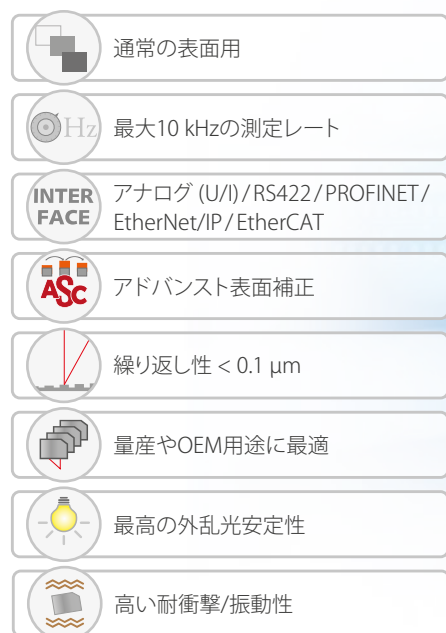 通常の表面用
Hz
最大10 kHzの測定レート
INTER
FACE
アナログ (U/I) / RS422 / PROFINET /
EtherNet/IP / EtherCAT
ASC
アドバンスト表面補正
繰り返し性 < 0.1 µm
量産やOEM用途に最適
最高の外乱光安定性
高い耐衝撃/振動性